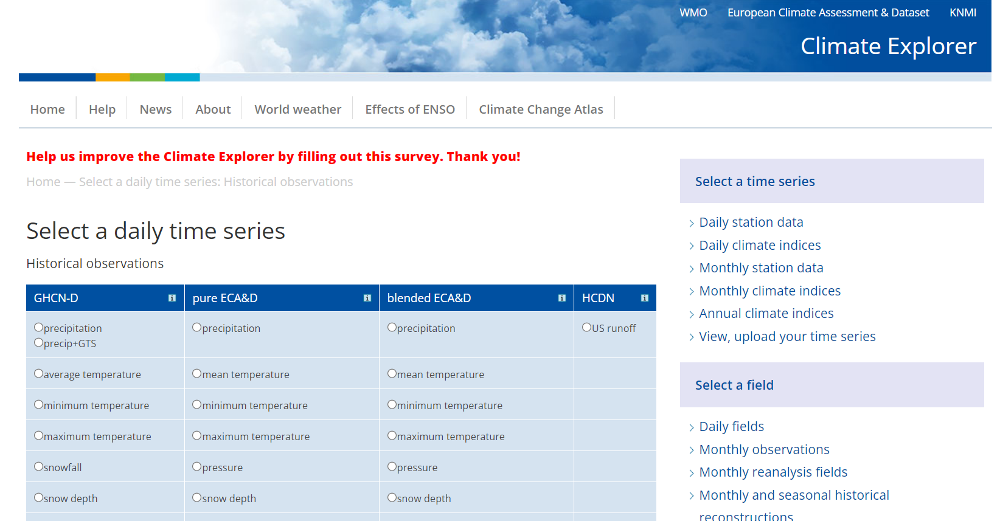 WMO European Climate Assessment & Dataset KNMI
Climate Explorer
Home Help News About World weather Effects of ENSO Climate Change Atlas
Help us improve the Climate Explorer by filling out this survey. Thank you!
Home — Select a daily time series: Historical observations
Select a daily time series
Historical observations
GHCN-D i pure ECA&D i blended ECA&D i HCDN i
precipitation precipitation precipitation US runoff
precip+GTS
average temperature mean temperature mean temperature
minimum temperature minimum temperature minimum temperature
maximum temperature maximum temperature maximum temperature
snowfall pressure pressure
snow depth snow depth snow depth
Select a time series
Daily station data
Daily climate indices
Monthly station data
Monthly climate indices
Annual climate indices
View, upload your time series
Select a field
Daily fields
Monthly observations
Monthly reanalysis fields
Monthly and seasonal historical
reconstructions